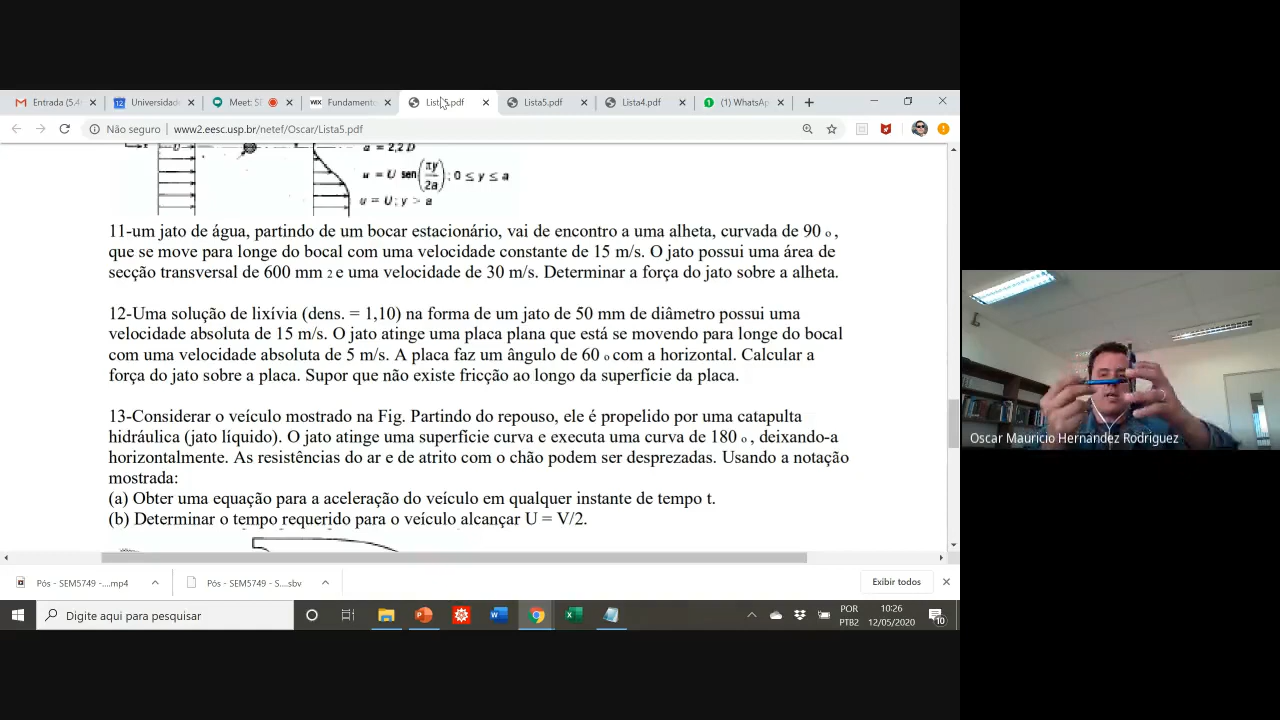 Entrada (5.4
Universidad
Meet: SE
Fundament
Lista5.pdf
Lista5.pdf
Lista4.pdf
(1) WhatsAp
Não seguro
www2.eesc.usp.br/netef/Oscar/Lista5.pdf
U
a = 2,2 D
u = U sen(πy/2a); 0 ≤ y ≤ a
u = U; y > a
11-um jato de água, partindo de um bocar estacionário, vai de encontro a uma alheta, curvada de 90 o ,
que se move para longe do bocal com uma velocidade constante de 15 m/s. O jato possui uma área de
secção transversal de 600 mm 2 e uma velocidade de 30 m/s. Determinar a força do jato sobre a alheta.
12-Uma solução de lixívia (dens. = 1,10) na forma de um jato de 50 mm de diâmetro possui uma
velocidade absoluta de 15 m/s. O jato atinge uma placa plana que está se movendo para longe do bocal
com uma velocidade absoluta de 5 m/s. A placa faz um ângulo de 60 o com a horizontal. Calcular a
força do jato sobre a placa. Supor que não existe fricção ao longo da superfície da placa.
13-Considerar o veículo mostrado na Fig. Partindo do repouso, ele é propelido por uma catapulta
hidráulica (jato líquido). O jato atinge uma superfície curva e executa uma curva de 180 o , deixando-a
horizontalmente. As resistências do ar e de atrito com o chão podem ser desprezadas. Usando a notação
mostrada:
(a) Obter uma equação para a aceleração do veículo em qualquer instante de tempo t.
(b) Determinar o tempo requerido para o veículo alcançar U = V/2.
Oscar Mauricio Hernandez Rodriguez
Pós - SEM5749 -....mp4
Pós - SEM5749 - S....sbv
Exibir todos
Digite aqui para pesquisar
POR
PTB2
10:26
12/05/2020
10